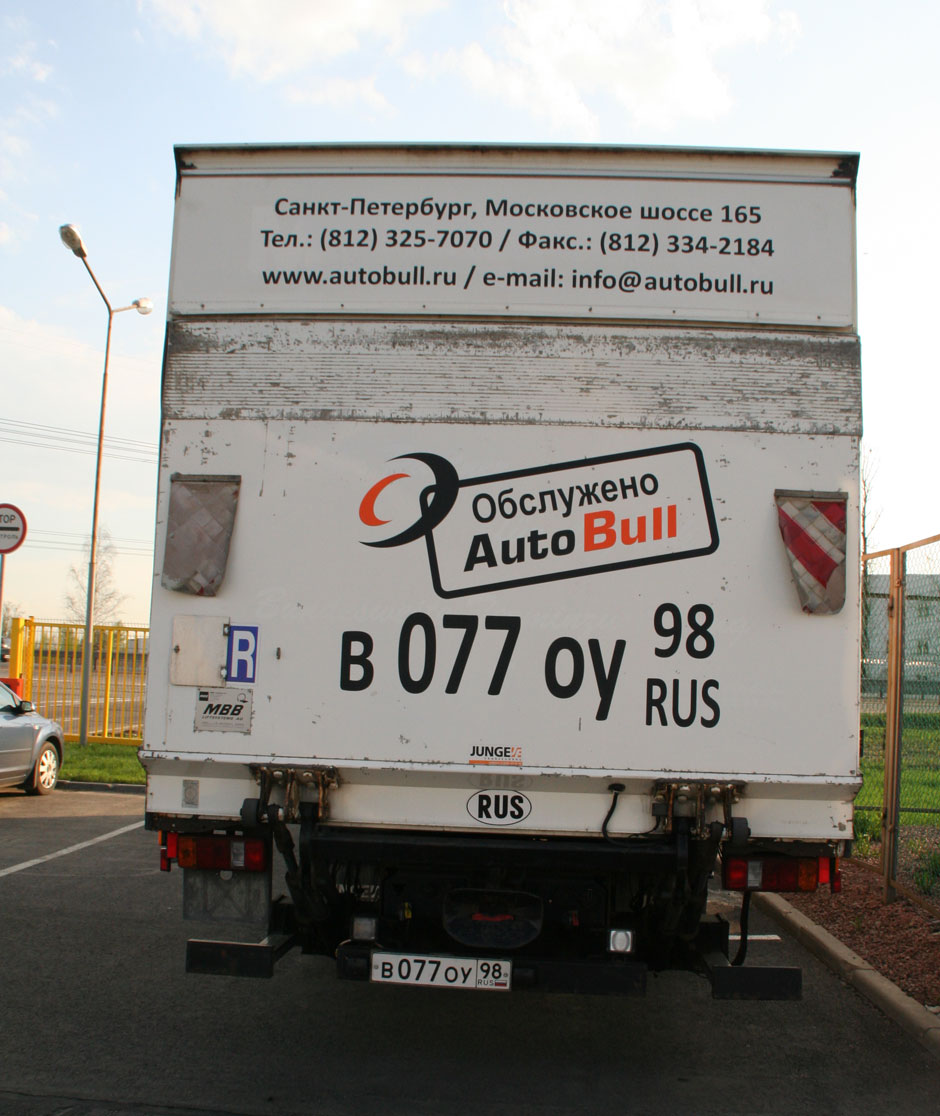 Санкт-Петербург, Московское шоссе 165
Тел.: (812) 325-7070 / Факс.: (812) 334-2184
www.autobull.ru / e-mail: info@autobull.ru
Обслужено
AutoBull
В 077 ОУ 98
RUS
R
MBB
JUNGE
RUS
В 077 ОУ 98
RUS